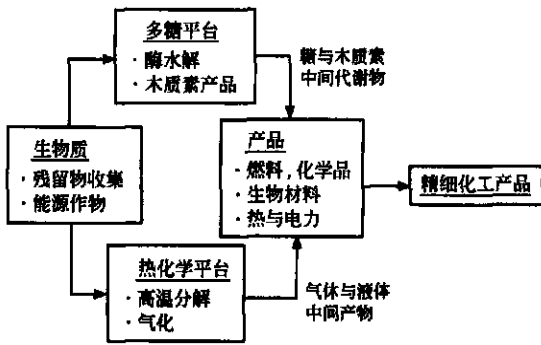 多糖平台
· 酶水解
· 木质素产品
糖与木质素
中间代谢物
生物质
· 残留物收集
· 能源作物
产品
· 燃料,化学品
· 生物材料
· 热与电力
精细化工产品
热化学平台
· 高温分解
· 气化
气体与液体
中间产物